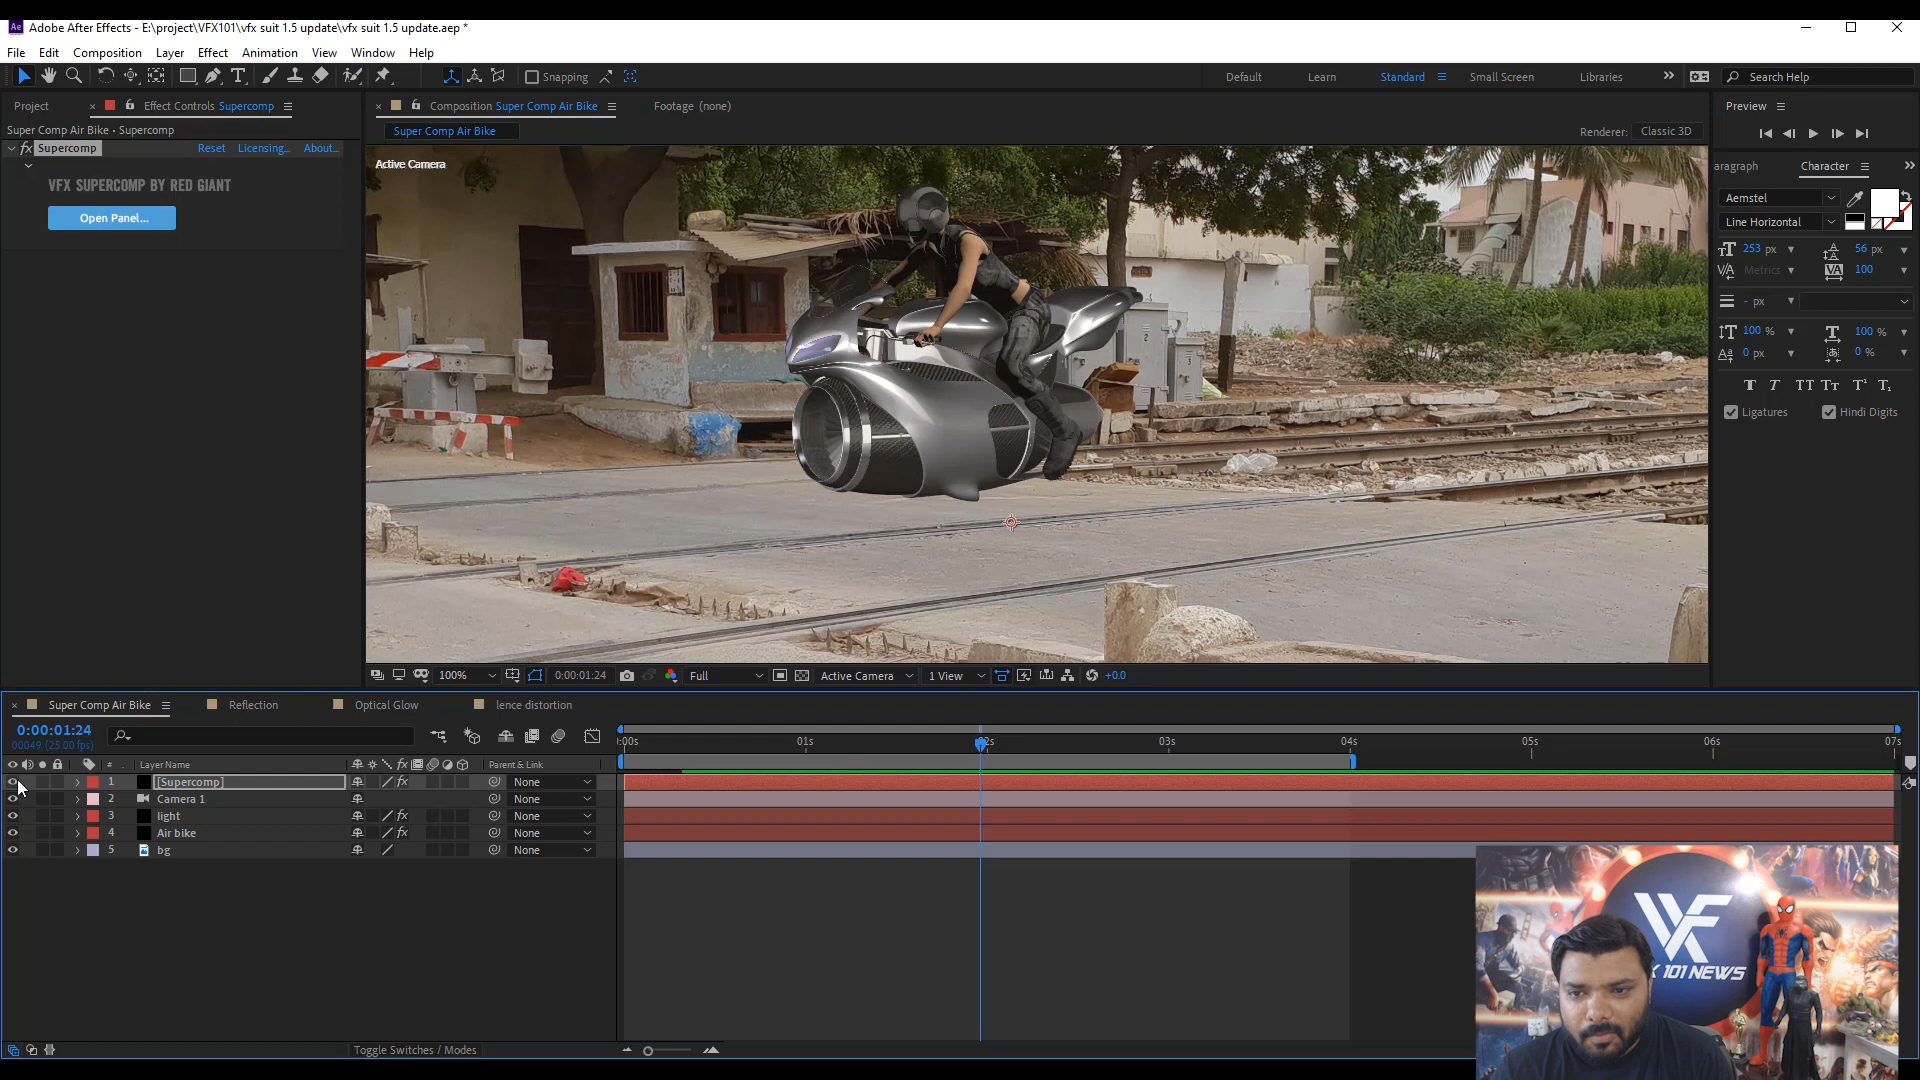 Ae Adobe After Effects - E:\project\VFX101\vfx suit 1.5 update\vfx suit 1.5 update.aep *
File Edit Composition Layer Effect Animation View Window Help
Snapping Default Learn Standard Small Screen Libraries Search Help
Project Effect Controls Supercomp Composition Super Comp Air Bike Footage (none) Preview
Super Comp Air Bike • Supercomp Super Comp Air Bike Renderer: Classic 3D
fx Supercomp Reset Licensing... About...
Active Camera
VFX SUPERCOMP BY RED GIANT
Open Panel...
aragraph Character
Aemstel
Line Horizontal
253 px 56 px
Metrics 100
- px
100 % 100 %
0 px 0 %
T T TT Tt T¹ T₁
Ligatures Hindi Digits
100% 0:00:01:24 Full Active Camera 1 View +0.0
Super Comp Air Bike Reflection Optical Glow lence distortion
0:00:01:24
00049 (25.00 fps)
:00s 01s 02s 03s 04s 05s 06s 07s
# Layer Name fx Parent & Link
1 [Supercomp] fx None
2 Camera 1 None
3 light fx None
4 Air bike fx None
5 bg None
Toggle Switches / Modes
101 NEWS